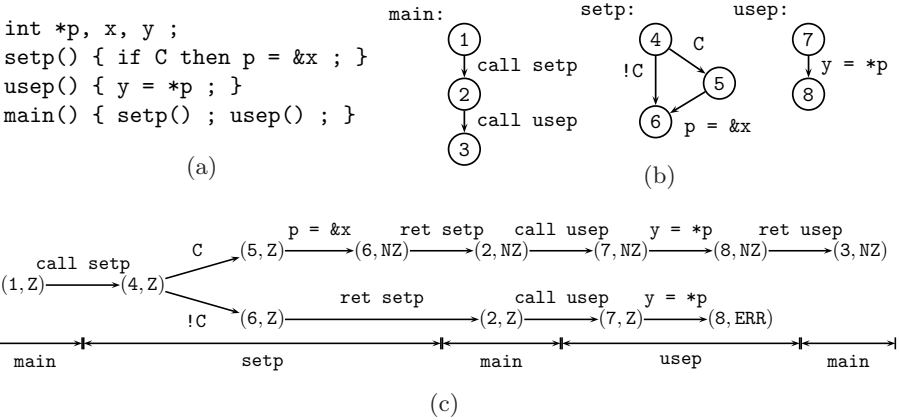 int *p, x, y ;
setp() { if C then p = &x ; }
usep() { y = *p ; }
main() { setp() ; usep() ; }
(a)
main:
1
call setp
2
call usep
3
setp:
4
C
!C
5
6
p = &x
usep:
7
y = *p
8
(b)
p = &x ret setp call usep y = *p ret usep
C (5, Z) (6, NZ) (2, NZ) (7, NZ) (8, NZ) (3, NZ)
call setp
(1, Z) (4, Z)
ret setp call usep y = *p
!C (6, Z) (2, Z) (7, Z) (8, ERR)
main setp main usep main
(c)